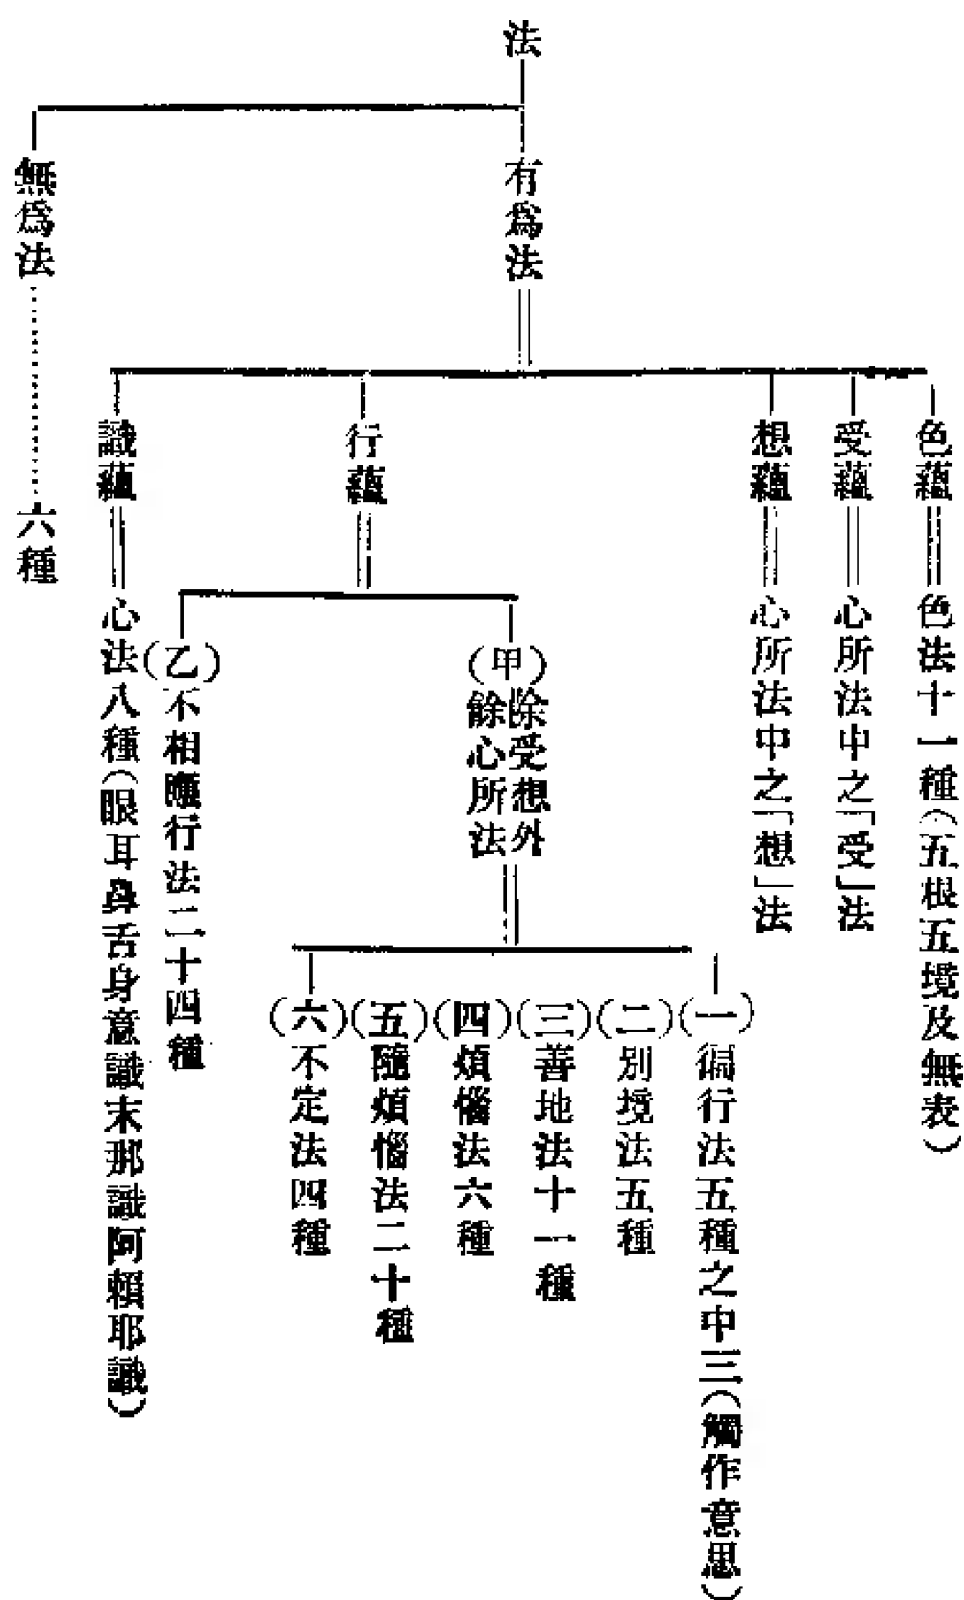 法
有爲法
無爲法
六種
色蘊
色法十一種(五根五境及無表)
受蘊
心所法中之「受」法
想蘊
心所法中之「想」法
行蘊
(甲)
除受想外
餘心所法
(一)徧行法五種之中三(觸作意思)
(二)別境法五種
(三)善地法十一種
(四)煩惱法六種
(五)隨煩惱法二十種
(六)不定法四種
(乙)不相應行法二十四種
識蘊
心法八種(眼耳鼻舌身意識末那識阿賴耶識)